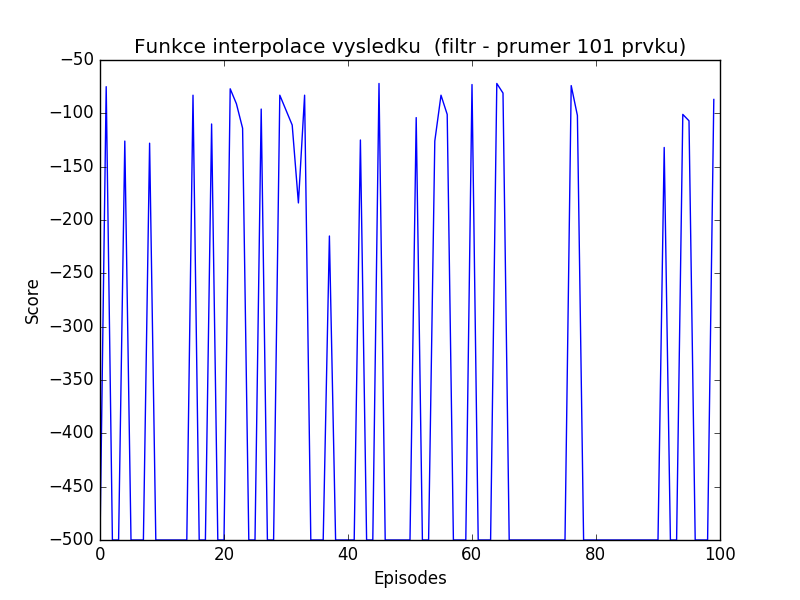 Funkce interpolace vysledku  (filtr - prumer 101 prvku)
−50
−100
−150
−200
−250
−300
−350
−400
−450
−500
Score
0 20 40 60 80 100
Episodes